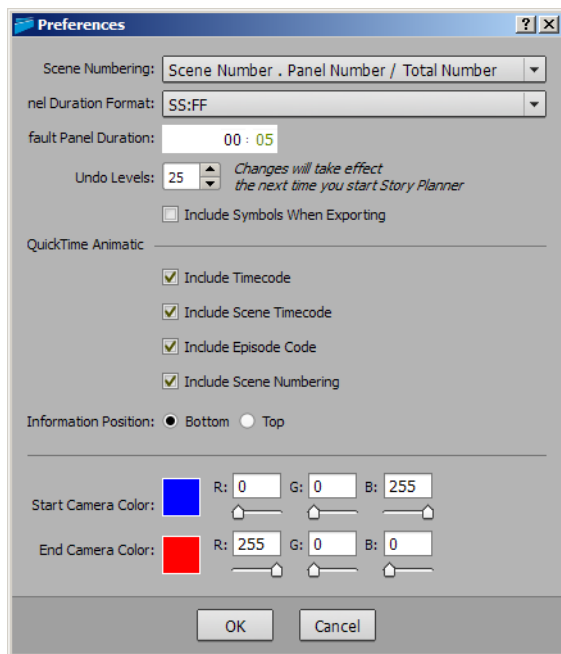 Preferences
Scene Numbering: Scene Number . Panel Number / Total Number
nel Duration Format: SS:FF
fault Panel Duration: 00 : 05
Undo Levels: 25 Changes will take effect
the next time you start Story Planner
Include Symbols When Exporting
QuickTime Animatic
Include Timecode
Include Scene Timecode
Include Episode Code
Include Scene Numbering
Information Position: Bottom Top
Start Camera Color: R: 0 G: 0 B: 255
End Camera Color: R: 255 G: 0 B: 0
OK Cancel